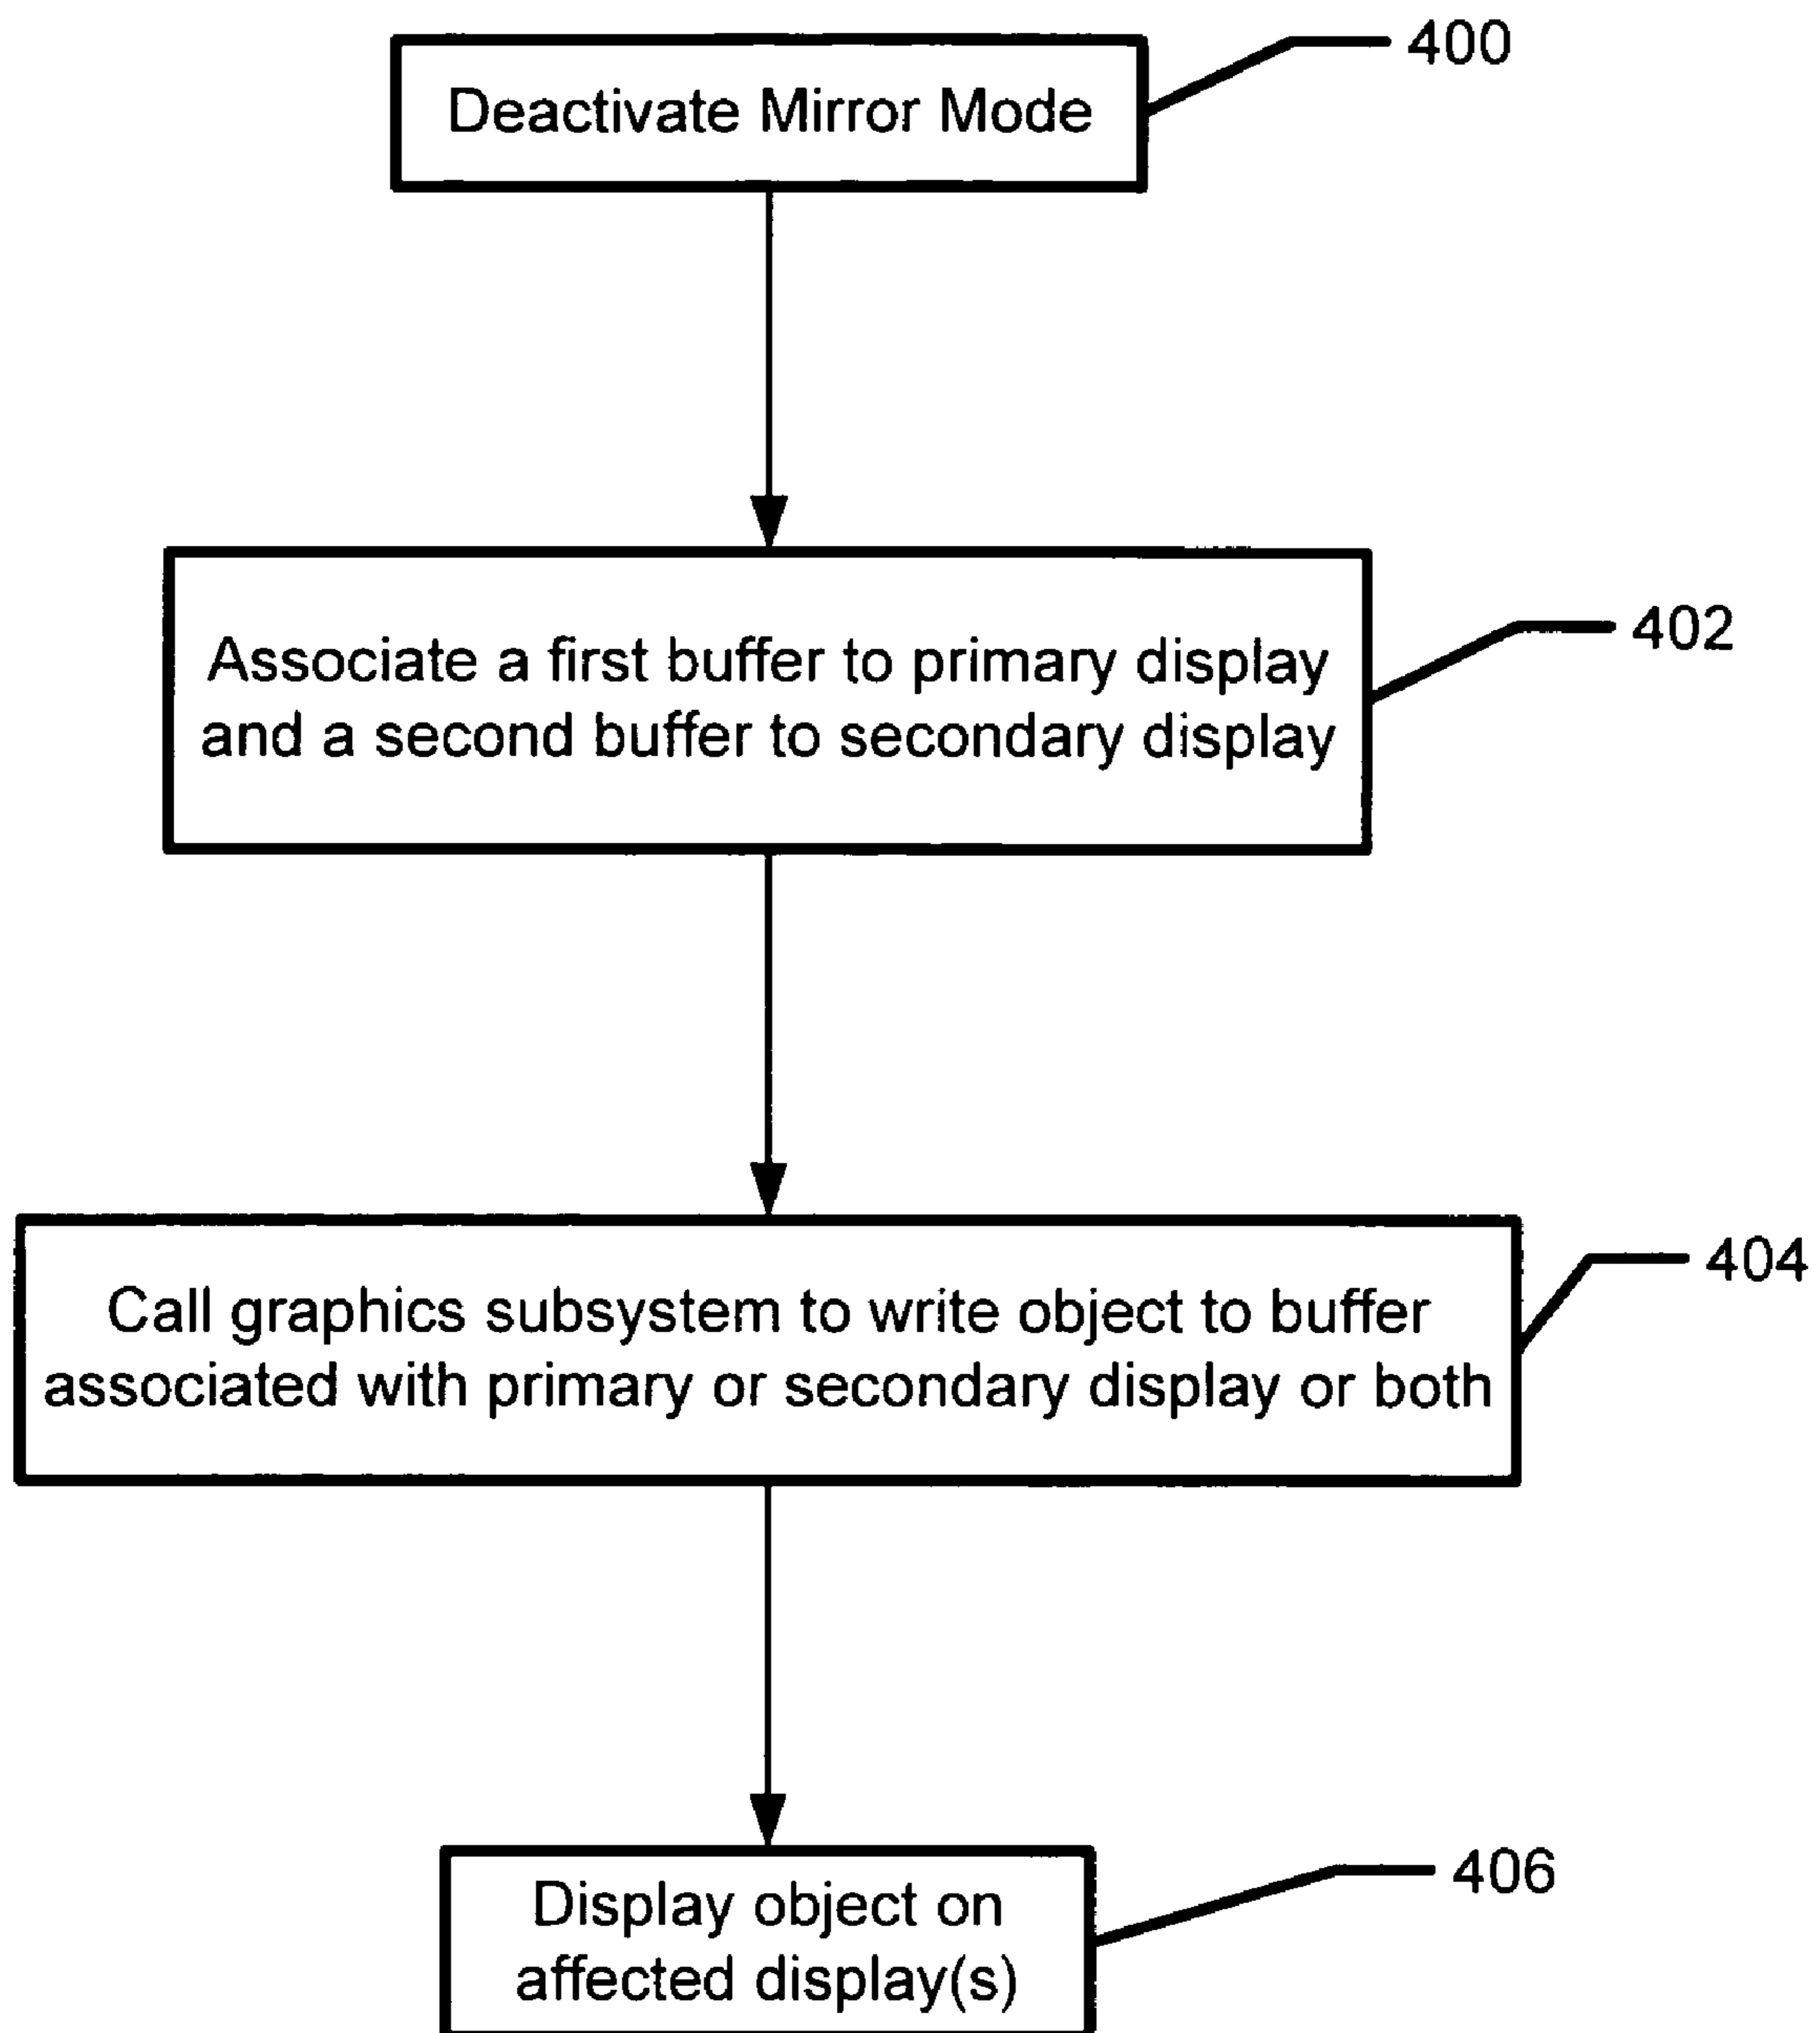 400
Deactivate Mirror Mode
402
Associate a first buffer to primary display
and a second buffer to secondary display
404
Call graphics subsystem to write object to buffer
associated with primary or secondary display or both
406
Display object on
affected display(s)